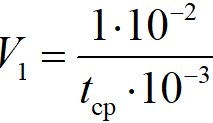 V₁ = 1·10⁻² / t_ср·10⁻³